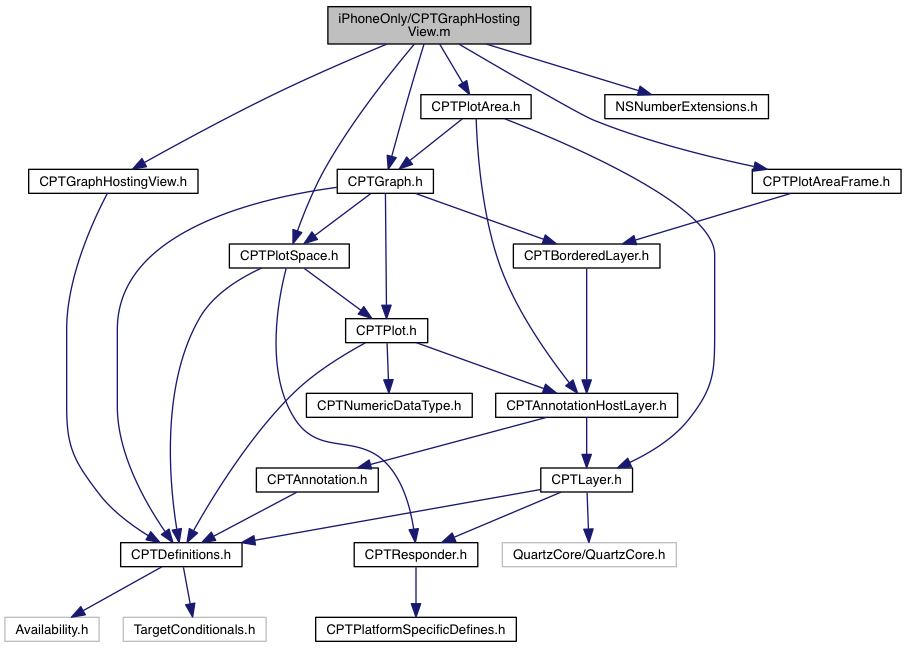 iPhoneOnly/CPTGraphHosting
View.m
CPTPlotArea.h
NSNumberExtensions.h
CPTGraphHostingView.h
CPTGraph.h
CPTPlotAreaFrame.h
CPTPlotSpace.h
CPTBorderedLayer.h
CPTPlot.h
CPTNumericDataType.h
CPTAnnotationHostLayer.h
CPTAnnotation.h
CPTLayer.h
CPTDefinitions.h
CPTResponder.h
QuartzCore/QuartzCore.h
Availability.h
TargetConditionals.h
CPTPlatformSpecificDefines.h